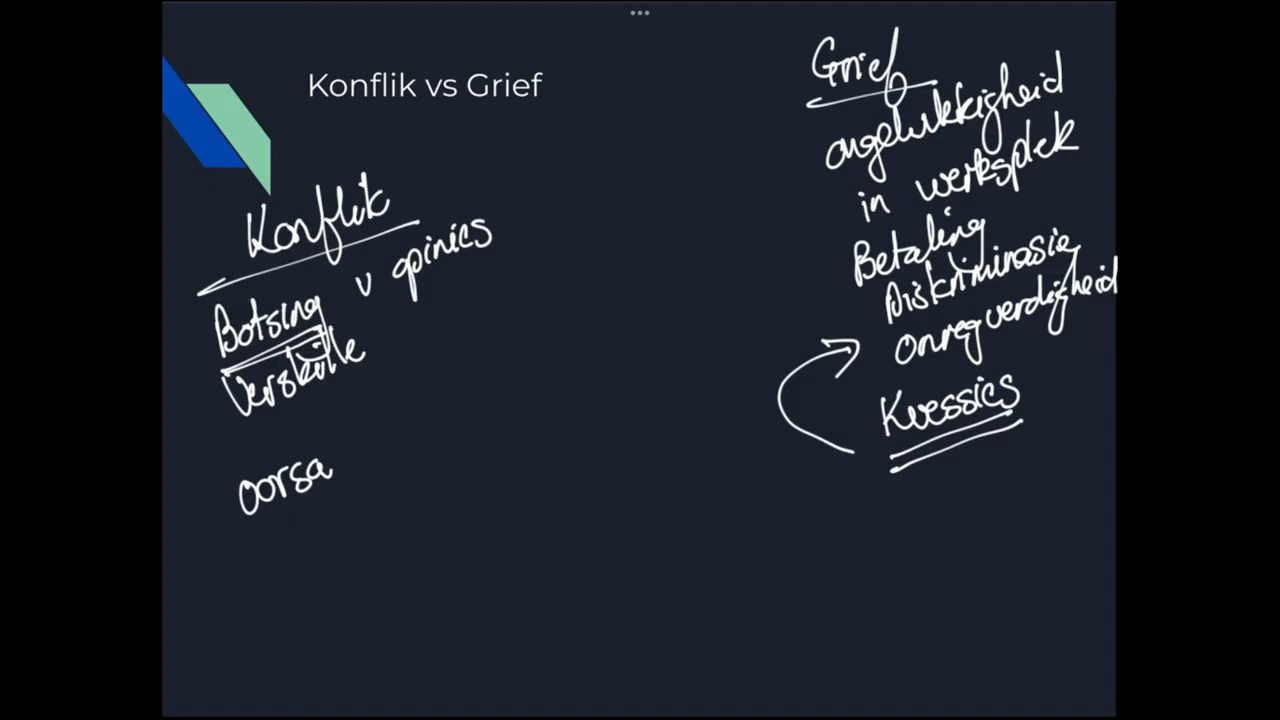 Konflik vs Grief
Konflik
Botsing v opinies
Verskille
oorsa
Grief
ongelukkigheid
in werksplek
Betaling
Diskriminasie
onregverdigheid
Kwessies